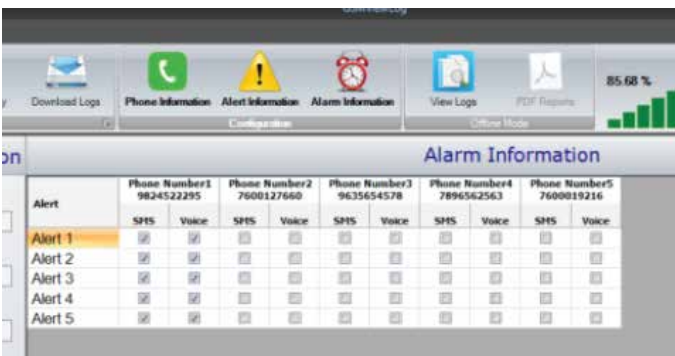 GSMViewLog
Download Logs
Phone Information
Alert Information
Alarm Information
View Logs
PDF Reports
85.68 %
Configuration
Offline Mode
on
Alarm Information
Alert
Phone Number1
9824522295
Phone Number2
7600127660
Phone Number3
9635654578
Phone Number4
7896562563
Phone Number5
7600019216
SMS Voice SMS Voice SMS Voice SMS Voice SMS Voice
Alert 1
Alert 2
Alert 3
Alert 4
Alert 5